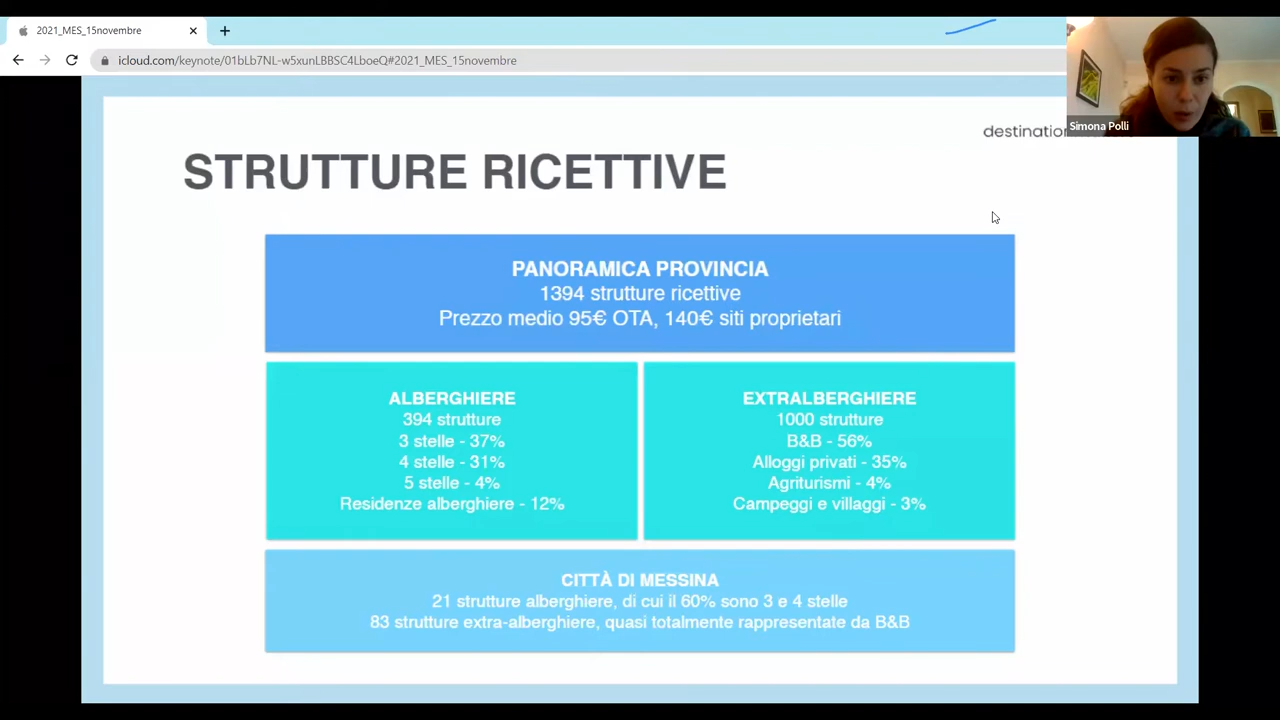 2021_MES_15novembre
icloud.com/keynote/01bLb7NL-w5xunLBBSC4LboeQ#2021_MES_15novembre
Simona Polli
destination
STRUTTURE RICETTIVE
PANORAMICA PROVINCIA
1394 strutture ricettive
Prezzo medio 95€ OTA, 140€ siti proprietari
ALBERGHIERE
394 strutture
3 stelle - 37%
4 stelle - 31%
5 stelle - 4%
Residenze alberghiere - 12%
EXTRALBERGHIERE
1000 strutture
B&B - 56%
Alloggi privati - 35%
Agriturismi - 4%
Campeggi e villaggi - 3%
CITTÀ DI MESSINA
21 strutture alberghiere, di cui il 60% sono 3 e 4 stelle
83 strutture extra-alberghiere, quasi totalmente rappresentate da B&B